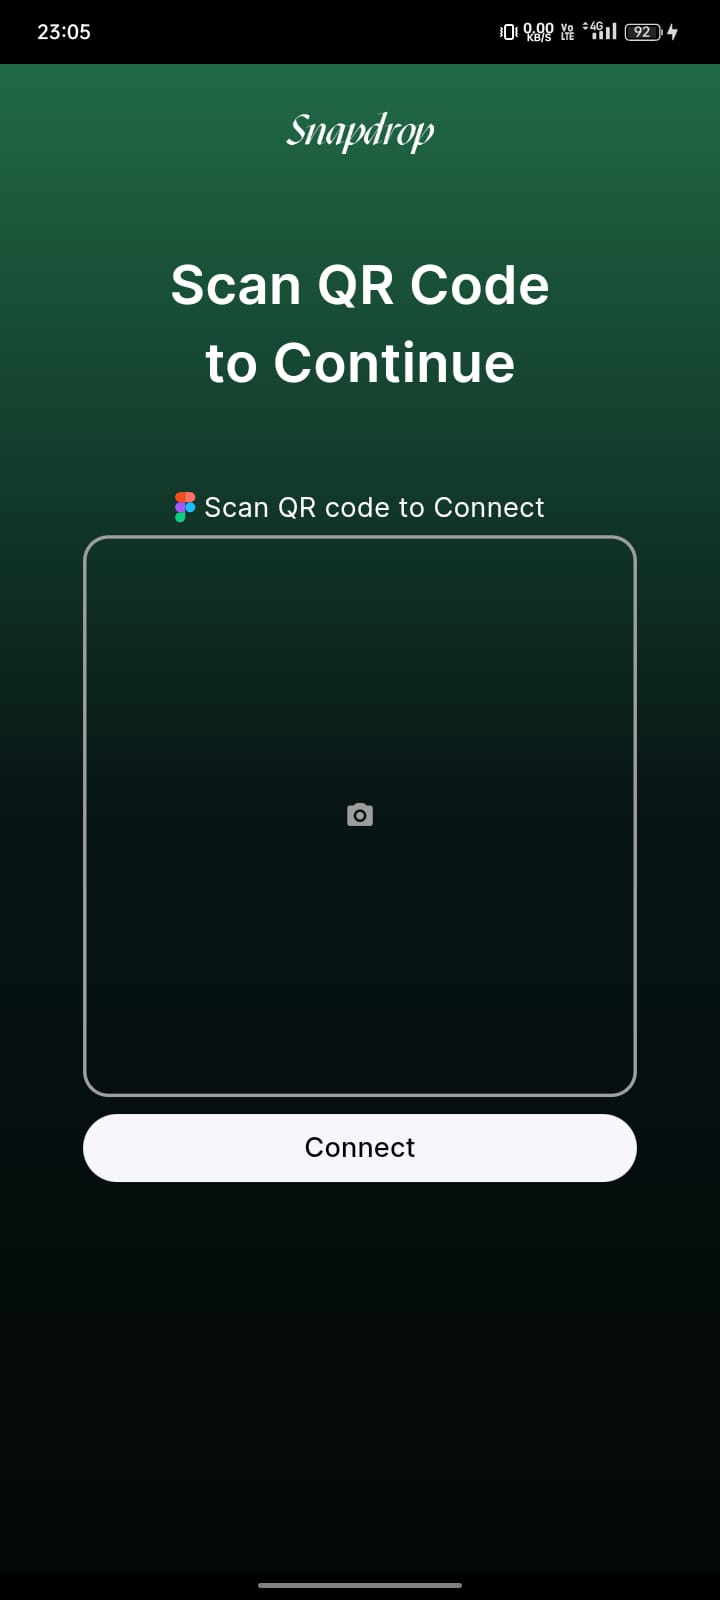 23:05
0.00
KB/S
Vo
LTE
4G
92
Snapdrop
Scan QR Code
to Continue
Scan QR code to Connect
Connect